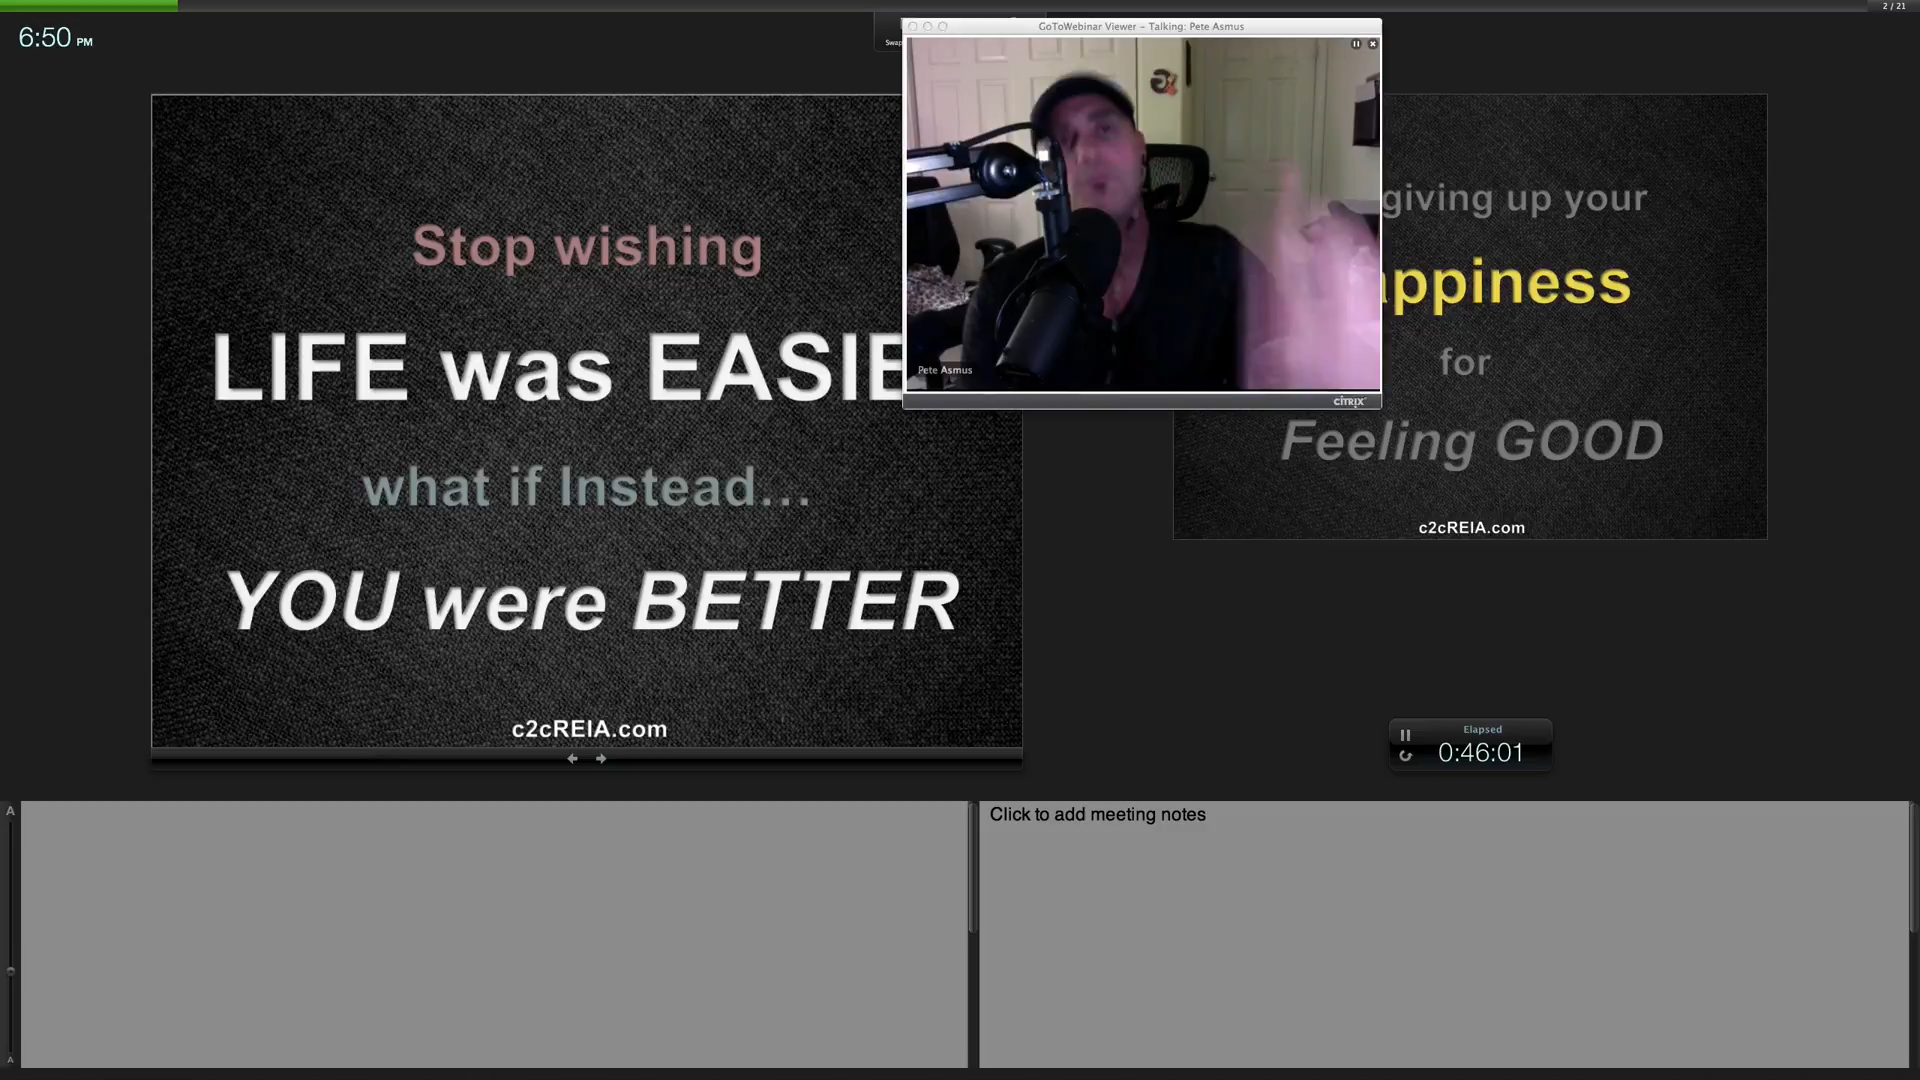 2 / 21
6:50 PM
Swap
GoToWebinar Viewer – Talking: Pete Asmus
Pete Asmus
CITRIX
Stop wishing
LIFE was EASIE
what if Instead...
YOU were BETTER
c2cREIA.com
giving up your
appiness
for
Feeling GOOD
c2cREIA.com
Elapsed
0:46:01
A
Click to add meeting notes
A